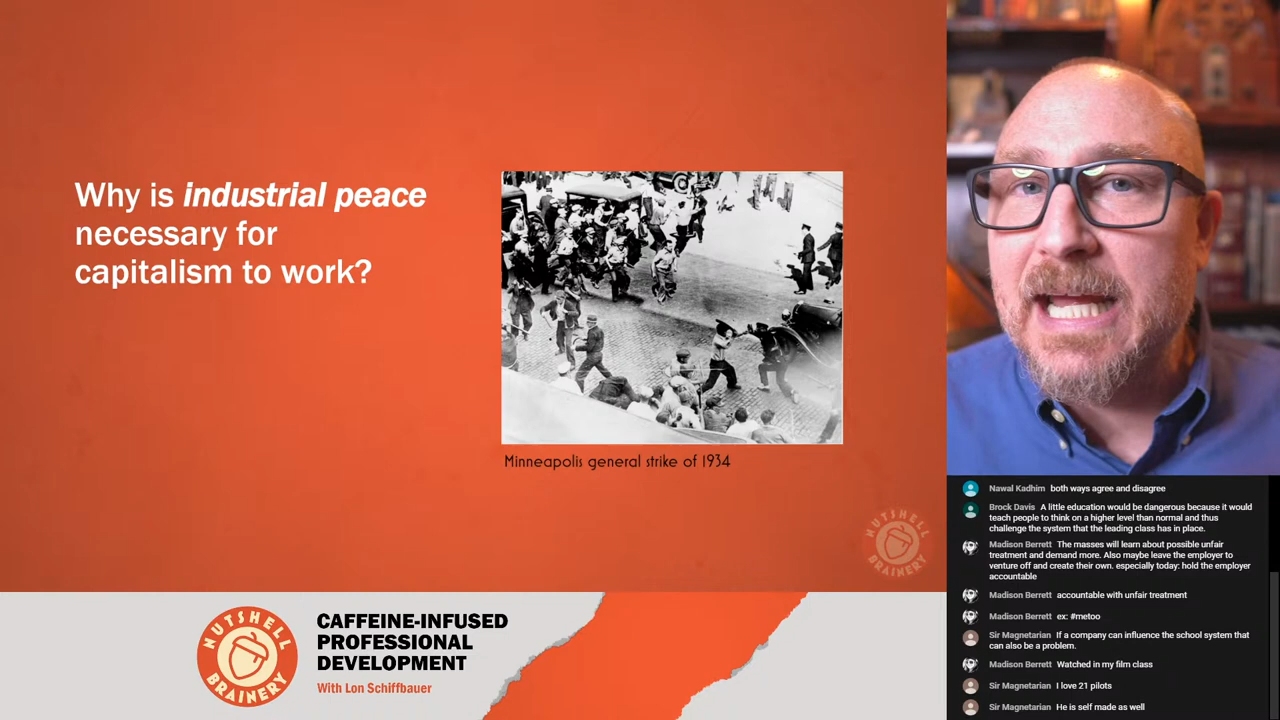 Why is industrial peace
necessary for
capitalism to work?
Minneapolis general strike of 1934
NUTSHELL
BRAINERY
NUTSHELL
BRAINERY
CAFFEINE-INFUSED
PROFESSIONAL
DEVELOPMENT
With Lon Schiffbauer
Nawal Kadhim both ways agree and disagree
Brock Davis A little education would be dangerous because it would
teach people to think on a higher level than normal and thus
challenge the system that the leading class has in place.
Madison Berrett The masses will learn about possible unfair
treatment and demand more. Also maybe leave the employer to
venture off and create their own. especially today: hold the employer
accountable
Madison Berrett accountable with unfair treatment
Madison Berrett ex: #metoo
Sir Magnetarian If a company can influence the school system that
can also be a problem.
Madison Berrett Watched in my film class
Sir Magnetarian I love 21 pilots
Sir Magnetarian He is self made as well